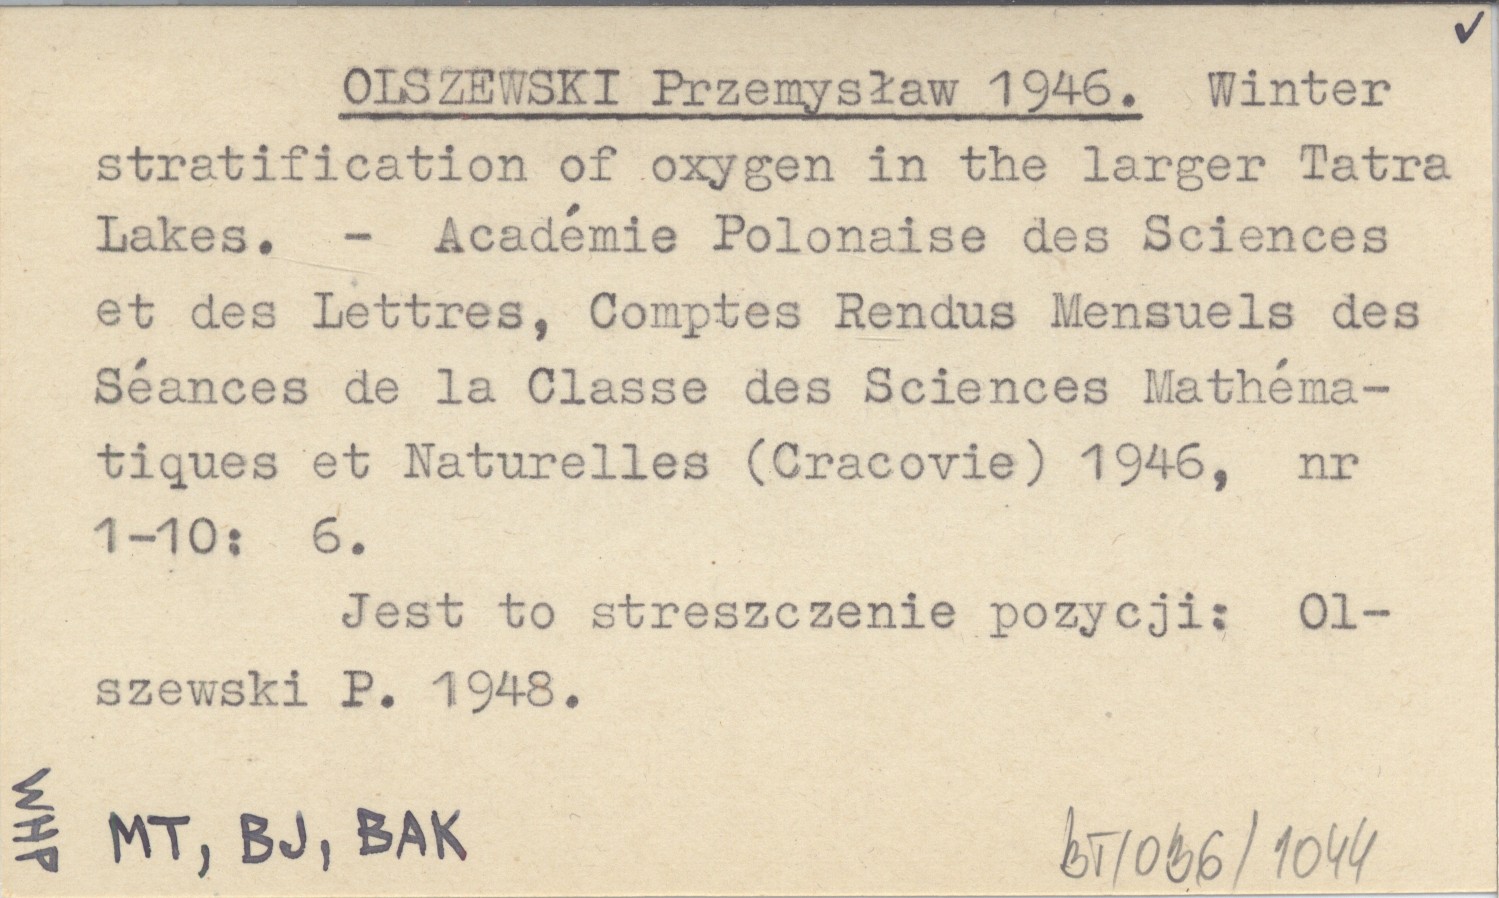 ✓
OLSZEWSKI Przemysław 1946. Winter
stratification of oxygen in the larger Tatra
Lakes. - Académie Polonaise des Sciences
et des Lettres, Comptes Rendus Mensuels des
Séances de la Classe des Sciences Mathéma-
tiques et Naturelles (Cracovie) 1946, nr
1-10: 6.
Jest to streszczenie pozycji: Ol-
szewski P. 1948.
WHP
MT, BJ, BAK
BT/036/1044